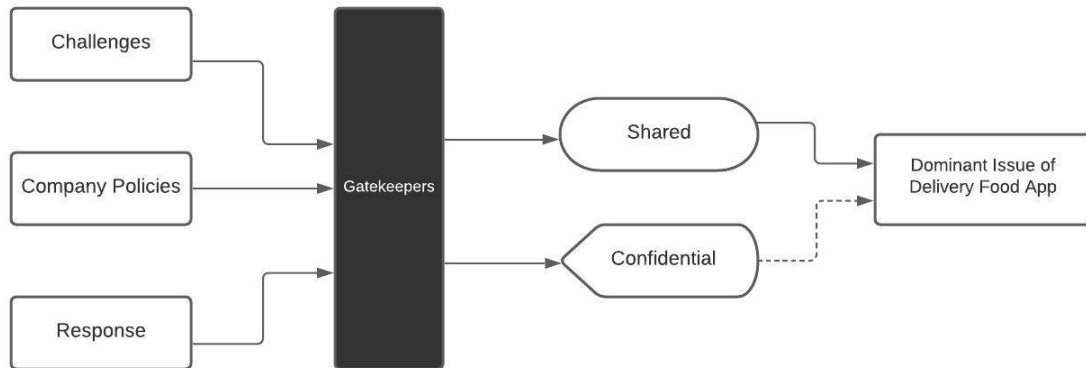 Challenges
Company Policies
Response
Gatekeepers
Shared
Confidential
Dominant Issue of
Delivery Food App